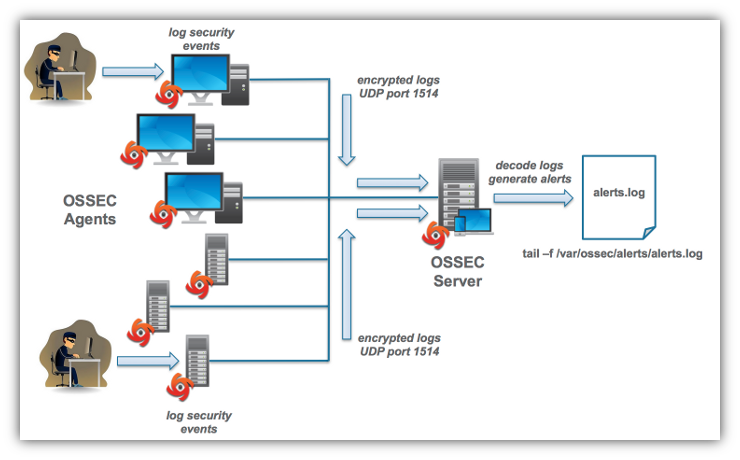 log security
events
encrypted logs
UDP port 1514
OSSEC
Agents
decode logs
generate alerts
alerts.log
tail –f /var/ossec/alerts/alerts.log
OSSEC
Server
encrypted logs
UDP port 1514
log security
events